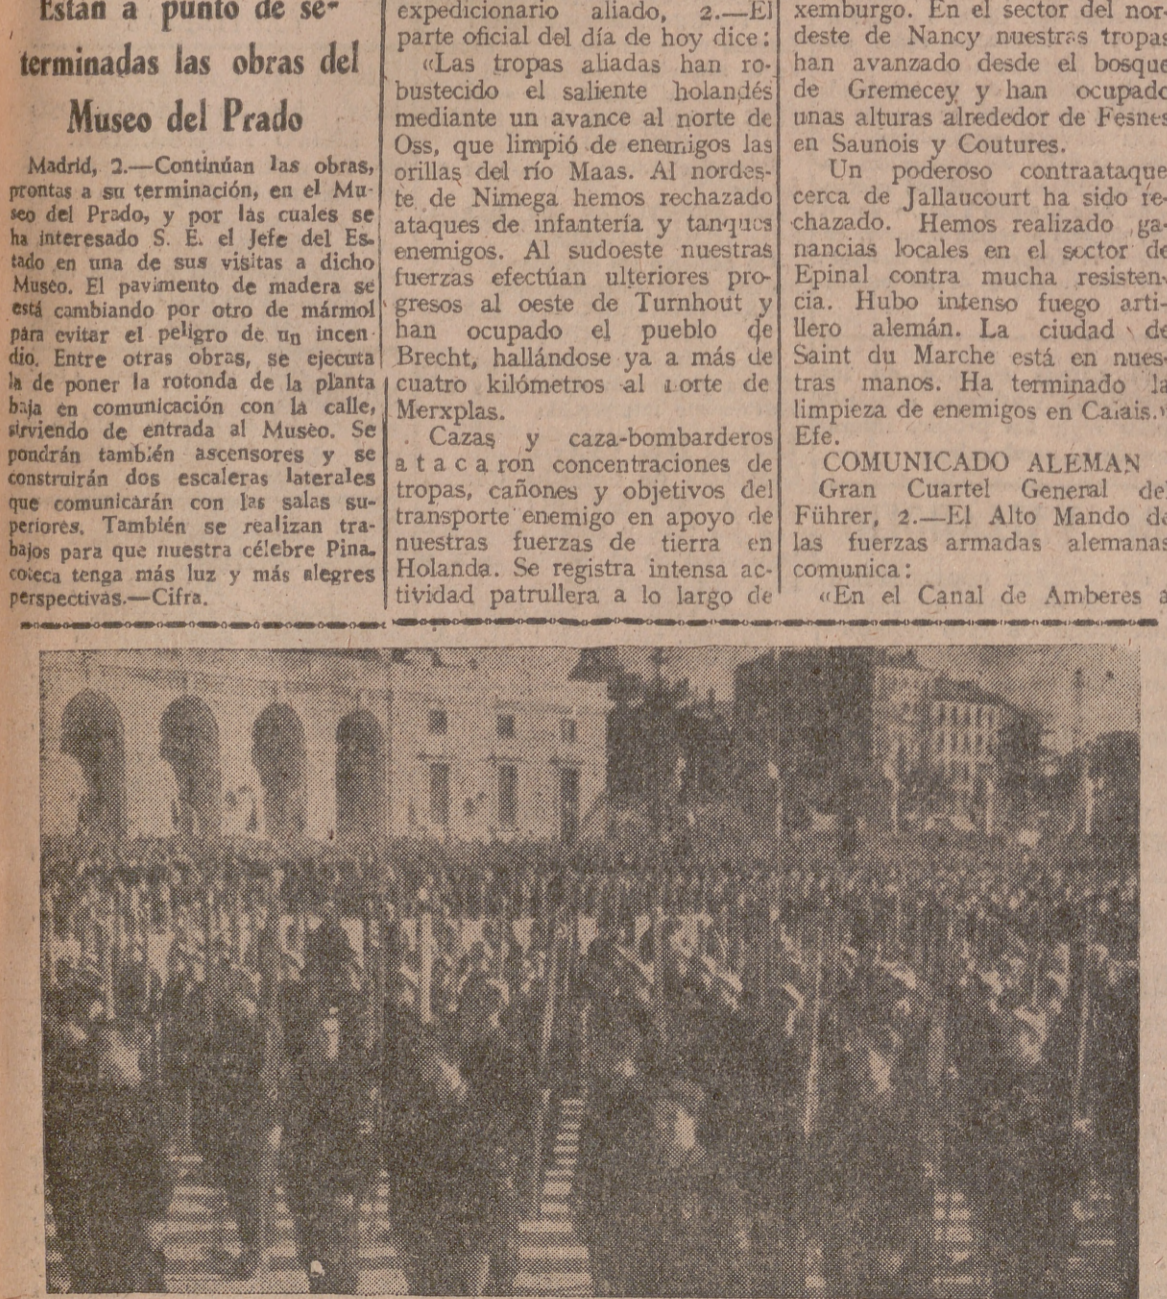 Están a punto de ser
terminadas las obras del
Museo del Prado
Madrid, 2.—Continúan las obras,
prontas a su terminación, en el Mu-
seo del Prado, y por las cuales se
ha interesado S. E. el Jefe del Es-
tado en una de sus visitas a dicho
Museo. El pavimento de madera se
está cambiando por otro de mármol
para evitar el peligro de un incen-
dio. Entre otras obras, se ejecuta
la de poner la rotonda de la planta
baja en comunicación con la calle,
sirviendo de entrada al Museo. Se
pondrán también ascensores y se
construirán dos escaleras laterales
que comunicarán con las salas su-
periores. También se realizan tra-
bajos para que nuestra célebre Pina-
coteca tenga más luz y más alegres
perspectivas.—Cifra.
expedicionario aliado, 2.—El
parte oficial del día de hoy dice:
«Las tropas aliadas han ro-
bustecido el saliente holandés
mediante un avance al norte de
Oss, que limpió de enemigos las
orillas del río Maas. Al nordes-
te de Nimega hemos rechazado
ataques de infantería y tanques
enemigos. Al sudoeste nuestras
fuerzas efectúan ulteriores pro-
gresos al oeste de Turnhout y
han ocupado el pueblo de
Brecht, hallándose ya a más de
cuatro kilómetros al norte de
Merxplas.
Cazas y caza-bombarderos
atacaron concentraciones de
tropas, cañones y objetivos del
transporte enemigo en apoyo de
nuestras fuerzas de tierra en
Holanda. Se registra intensa ac-
tividad patrullera a lo largo de
xemburgo. En el sector del nor-
deste de Nancy nuestras tropas
han avanzado desde el bosque
de Gremecey y han ocupado
unas alturas alrededor de Fesnes
en Saunois y Coutures.
Un poderoso contraataque
cerca de Jallaucourt ha sido re-
chazado. Hemos realizado ga-
nancias locales en el sector de
Epinal contra mucha resisten-
cia. Hubo intenso fuego arti-
llero alemán. La ciudad de
Saint du Marche está en nues-
tras manos. Ha terminado la
limpieza de enemigos en Calais.»
Efe.
COMUNICADO ALEMAN
Gran Cuartel General del
Führer, 2.—El Alto Mando de
las fuerzas armadas alemanas
comunica:
«En el Canal de Amberes a